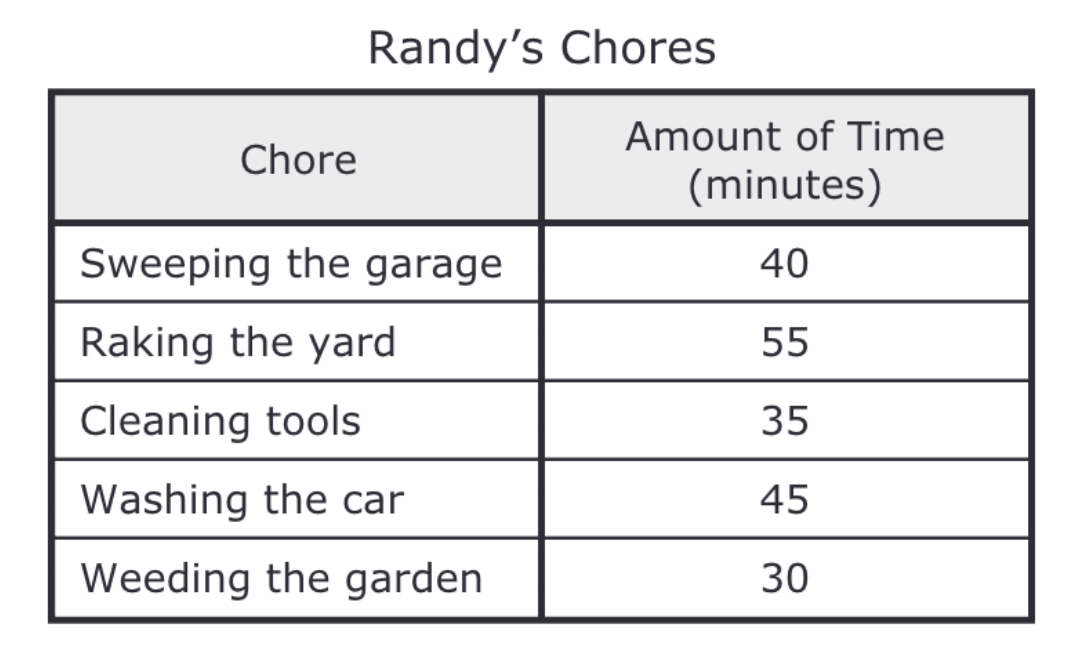 Randy’s Chores
Chore
Amount of Time
(minutes)
Sweeping the garage 40
Raking the yard 55
Cleaning tools 35
Washing the car 45
Weeding the garden 30